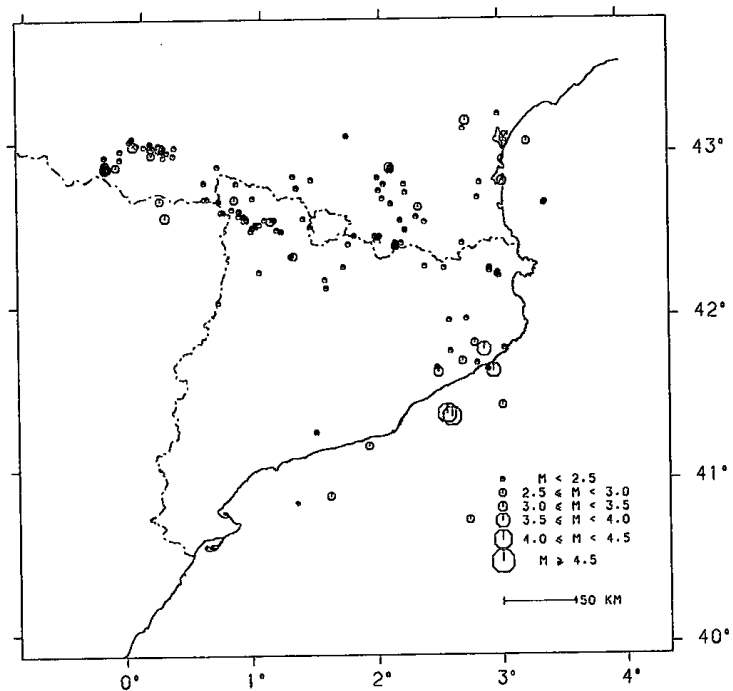 43°
42°
41°
M < 2.5
2.5 ⩽ M < 3.0
3.0 ⩽ M < 3.5
3.5 ⩽ M < 4.0
4.0 ⩽ M < 4.5
M ⩾ 4.5
50 KM
40°
0° 1° 2° 3° 4°